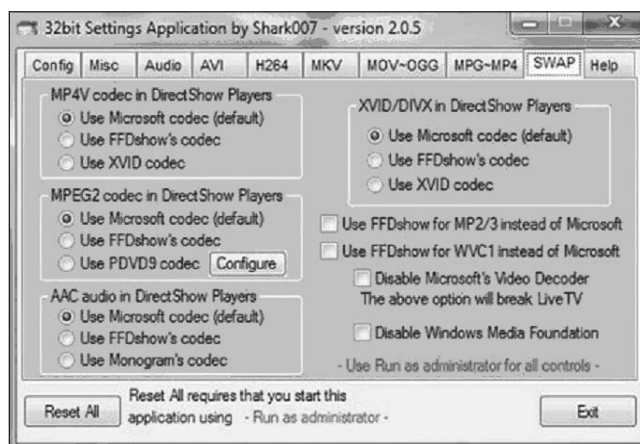 32bit Settings Application by Shark007 - version 2.0.5
Config Misc Audio AVI H264 MKV MOV~OGG MPG~MP4 SWAP Help
MP4V codec in DirectShow Players
Use Microsoft codec (default)
Use FFDshow's codec
Use XVID codec
MPEG2 codec in DirectShow Players
Use Microsoft codec (default)
Use FFDshow's codec
Use PDVD9 codec Configure
AAC audio in DirectShow Players
Use Microsoft codec (default)
Use FFDshow's codec
Use Monogram's codec
XVID/DIVX in DirectShow Players
Use Microsoft codec (default)
Use FFDshow's codec
Use XVID codec
Use FFDshow for MP2/3 instead of Microsoft
Use FFDshow for WVC1 instead of Microsoft
Disable Microsoft's Video Decoder
The above option will break LiveTV
Disable Windows Media Foundation
- Use Run as administrator for all controls -
Reset All
Reset All requires that you start this
application using - Run as administrator -
Exit